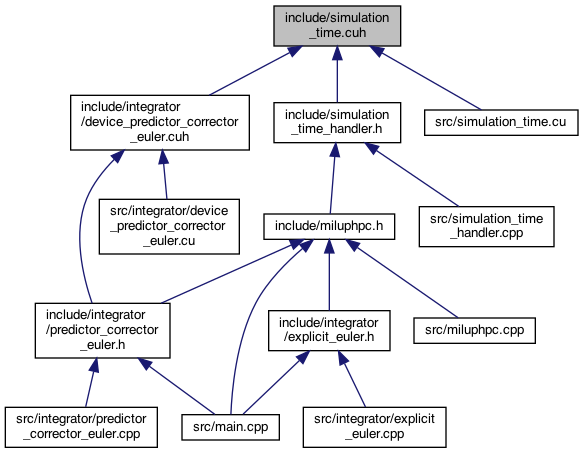 include/simulation
_time.cuh
include/integrator
/device_predictor_corrector
_euler.cuh
include/simulation
_time_handler.h
src/simulation_time.cu
src/integrator/device
_predictor_corrector
_euler.cu
include/miluphpc.h
src/simulation_time
_handler.cpp
include/integrator
/predictor_corrector
_euler.h
include/integrator
/explicit_euler.h
src/miluphpc.cpp
src/integrator/predictor
_corrector_euler.cpp
src/main.cpp
src/integrator/explicit
_euler.cpp